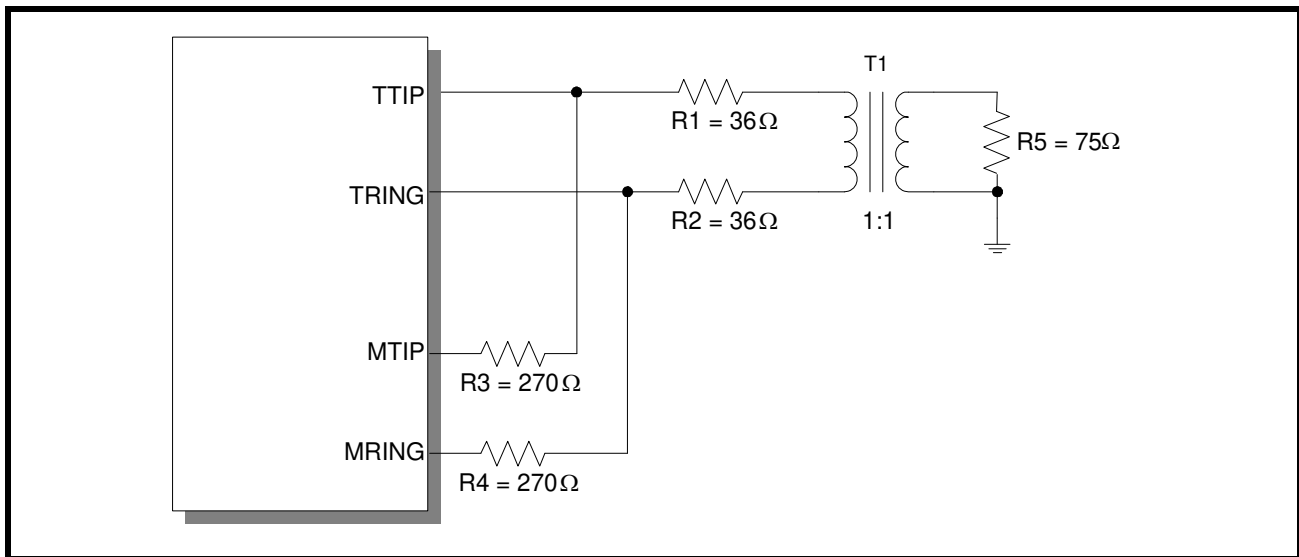 TTIP
TRING
MTIP
MRING
R1 = 36Ω
R2 = 36Ω
R3 = 270Ω
R4 = 270Ω
T1
1:1
R5 = 75Ω